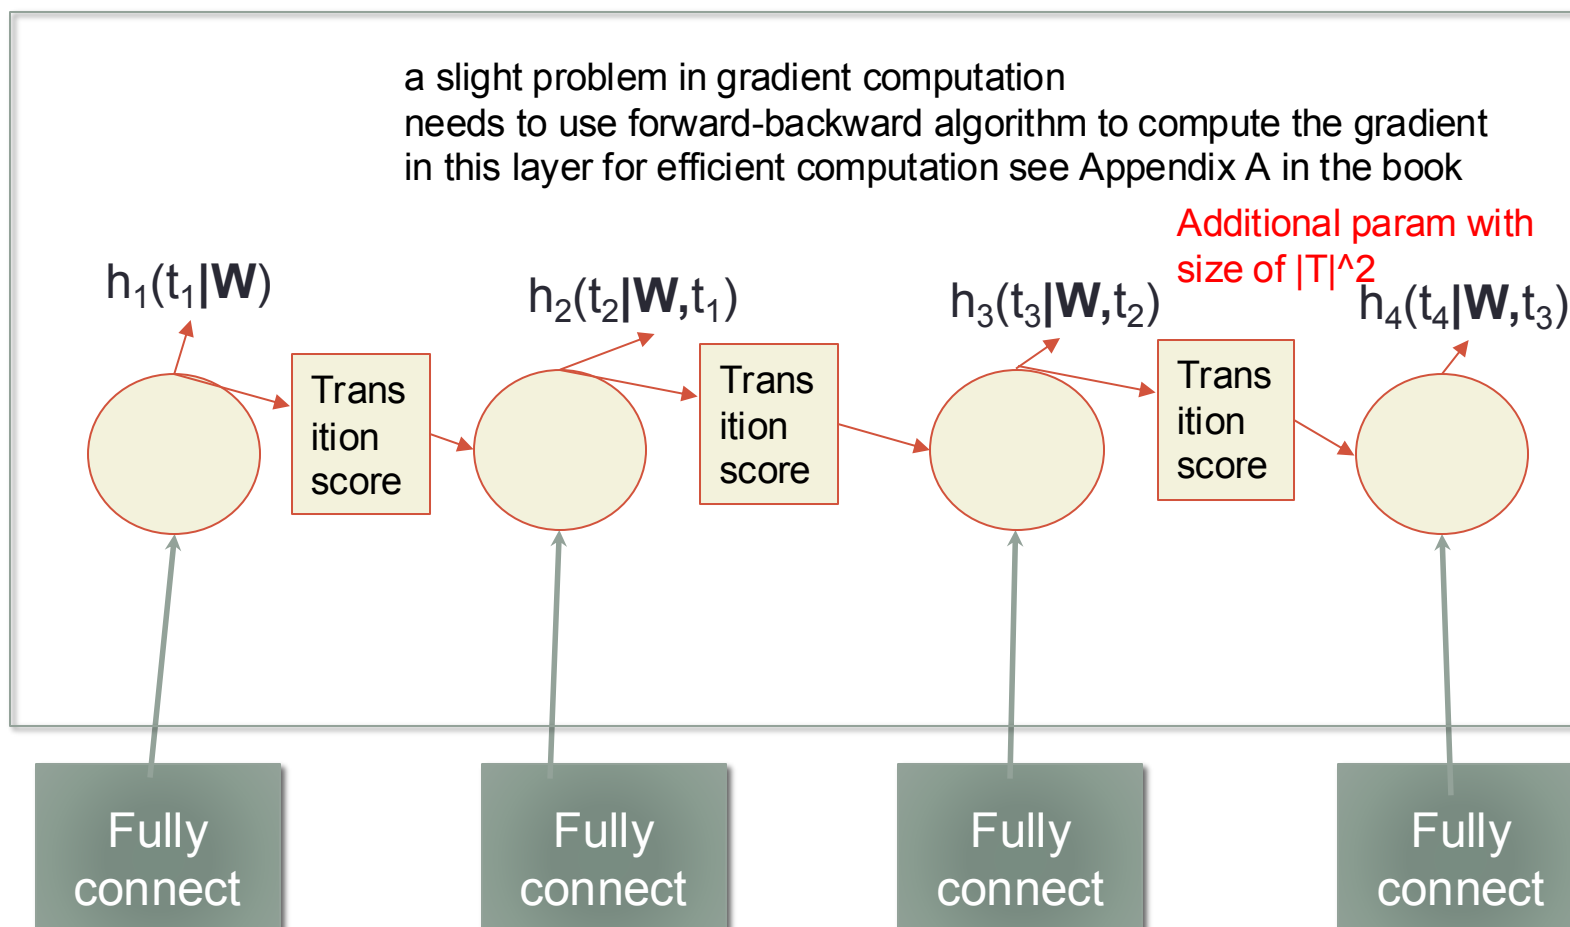 a slight problem in gradient computation
needs to use forward-backward algorithm to compute the gradient
in this layer for efficient computation see Appendix A in the book
Additional param with
size of |T|^2
h₁(t₁|W)
h₂(t₂|W,t₁)
h₃(t₃|W,t₂)
h₄(t₄|W,t₃)
Trans
ition
score
Trans
ition
score
Trans
ition
score
Fully
connect
Fully
connect
Fully
connect
Fully
connect